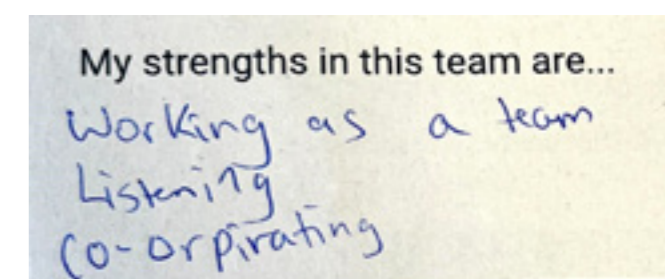 My strengths in this team are...
Working as a team
Listening
Co-orpirating